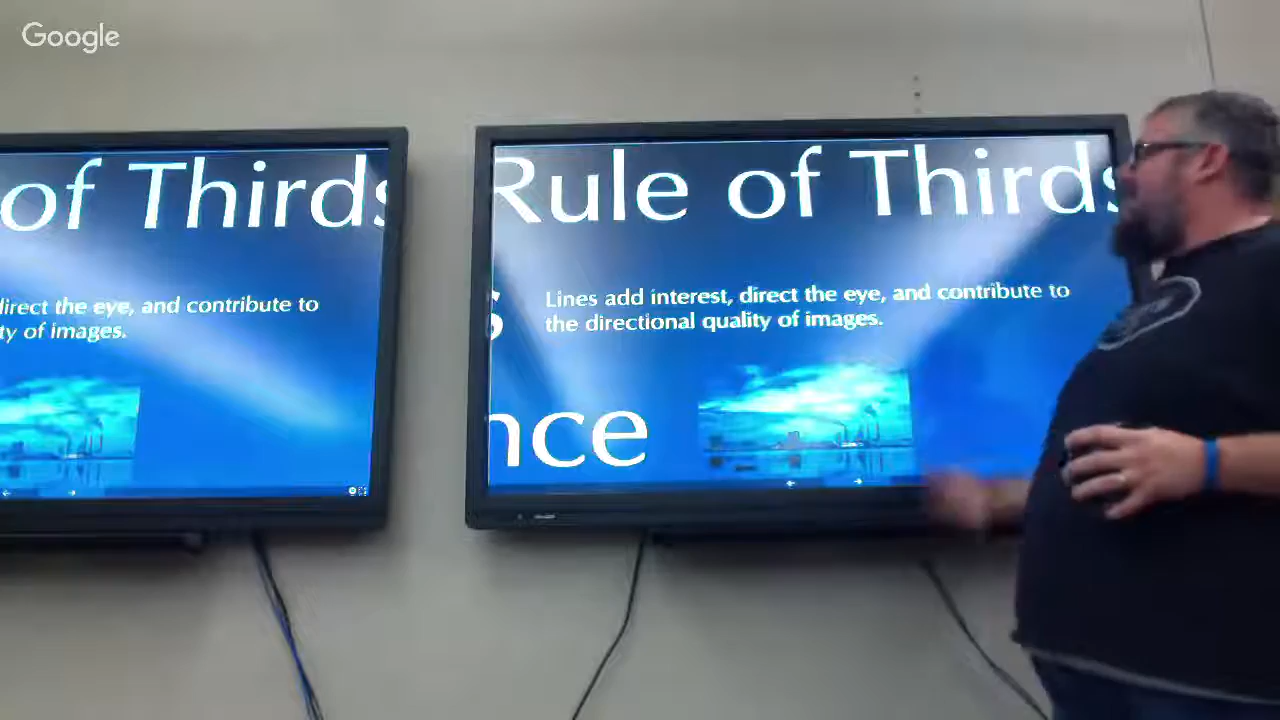 Google
of Thirds
direct the eye, and contribute to
ty of images.
Rule of Thirds
s
Lines add interest, direct the eye, and contribute to
the directional quality of images.
nce